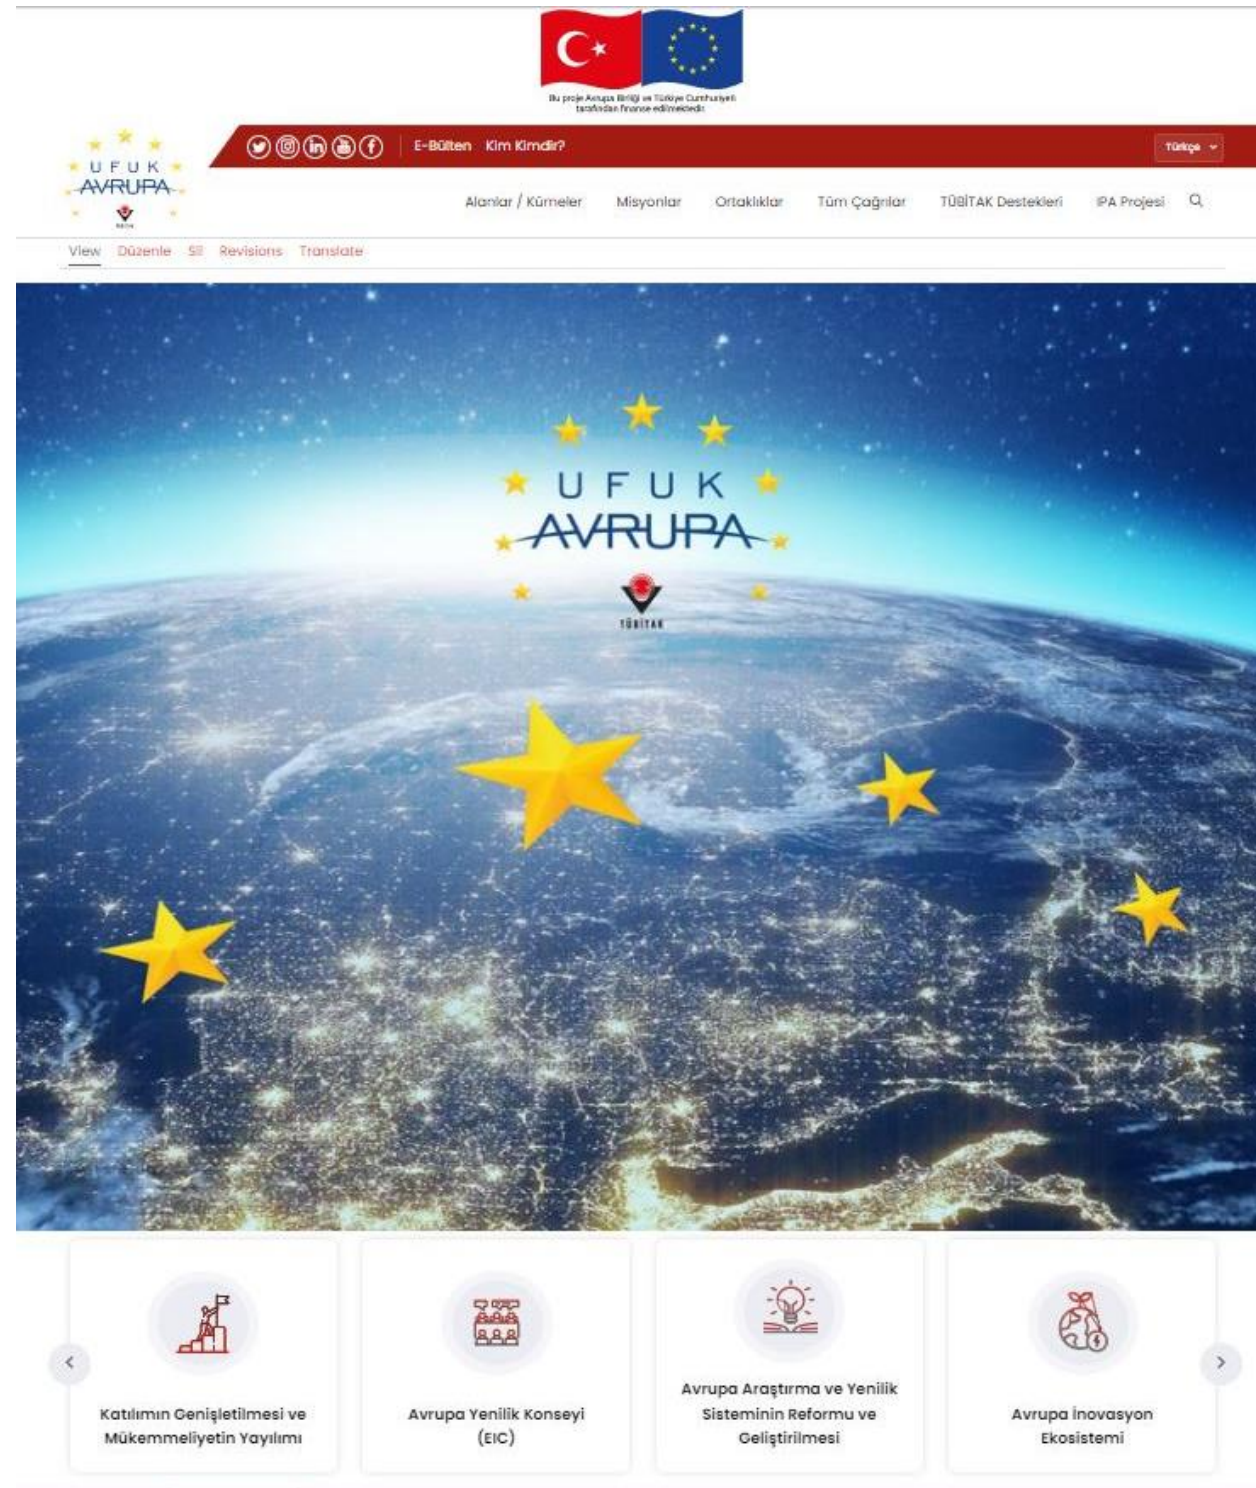 Bu proje Avrupa Birliği ve Türkiye Cumhuriyeti
tarafından finanse edilmektedir.
E-Bülten Kim Kimdir?
Türkçe
UFUK
AVRUPA
Alanlar / Kümeler Misyonlar Ortaklıklar Tüm Çağrılar TÜBİTAK Destekleri IPA Projesi
View Düzenle Sil Revisions Translate
UFUK
AVRUPA
TÜBİTAK
Katılımın Genişletilmesi ve
Mükemmeliyetin Yayılımı
Avrupa Yenilik Konseyi
(EIC)
Avrupa Araştırma ve Yenilik
Sisteminin Reformu ve
Geliştirilmesi
Avrupa İnovasyon
Ekosistemi